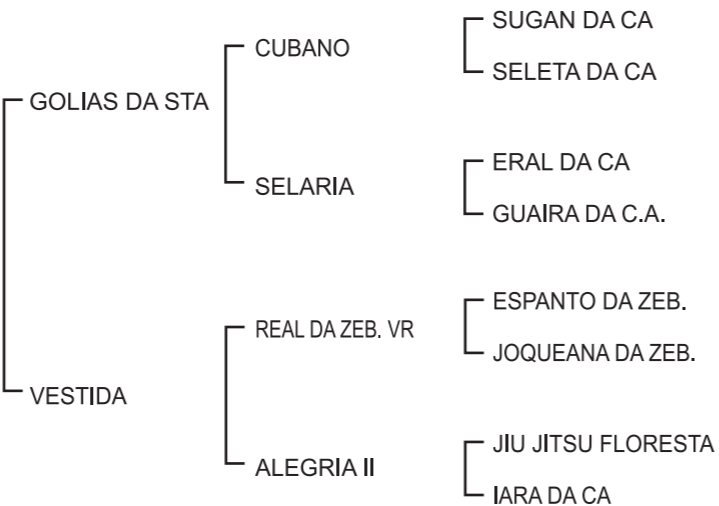 SUGAN DA CA
CUBANO
SELETA DA CA
GOLIAS DA STA
ERAL DA CA
SELARIA
GUAIRA DA C.A.
ESPANTO DA ZEB.
REAL DA ZEB. VR
JOQUEANA DA ZEB.
VESTIDA
JIU JITSU FLORESTA
ALEGRIA II
IARA DA CA